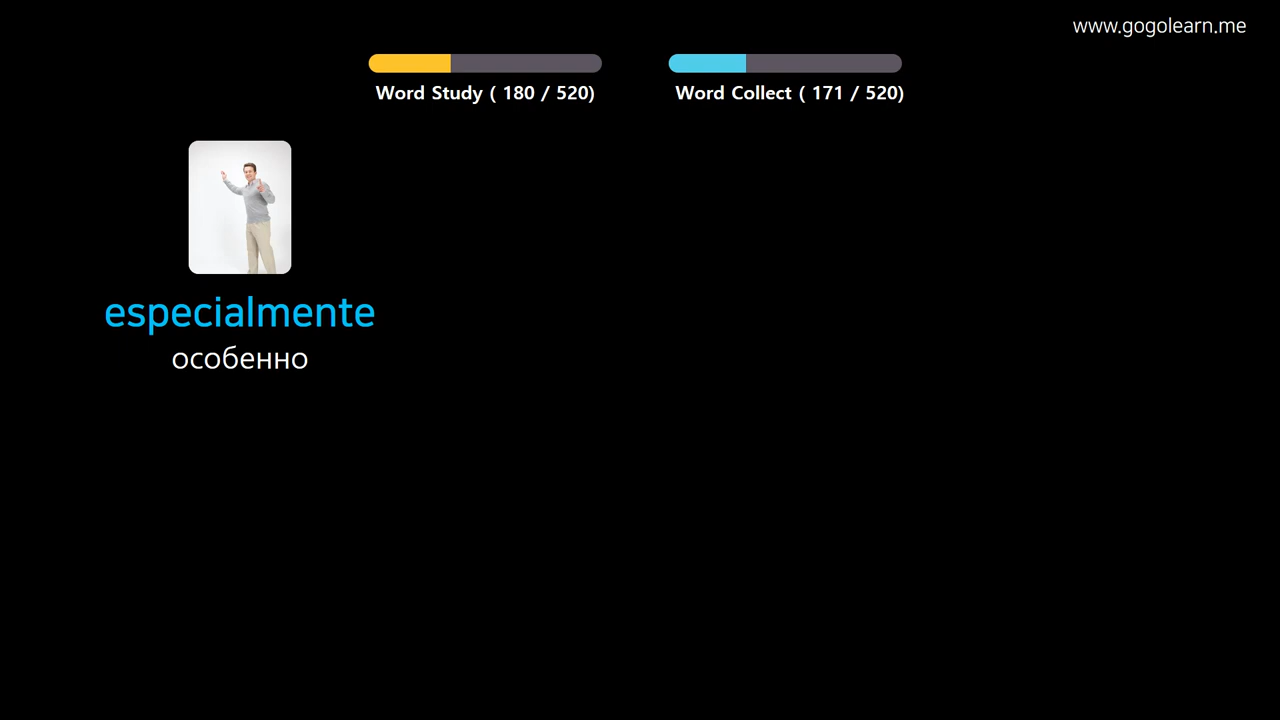 www.gogolearn.me
Word Study ( 180 / 520)
Word Collect ( 171 / 520)
especialmente
особенно